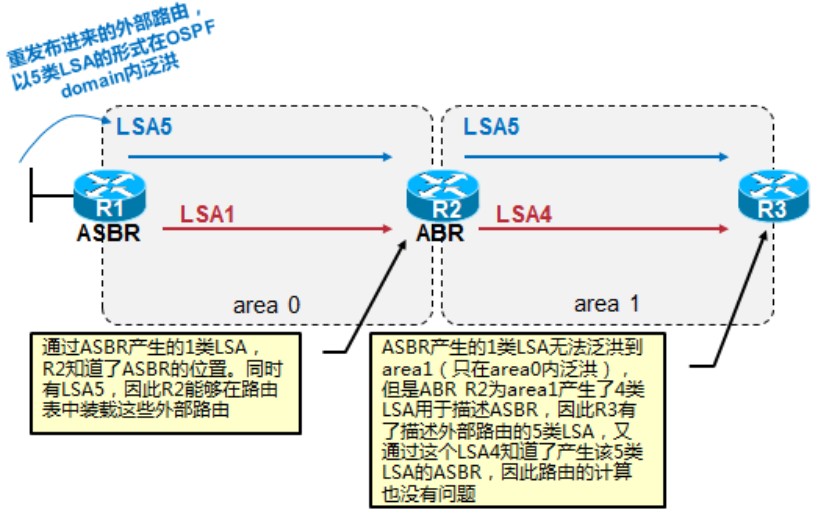 重发布进来的外部路由，
以5类LSA的形式在OSPF
domain内泛洪
LSA5
LSA5
R1
R2
R3
LSA1
LSA4
ASBR
ABR
area 0
area 1
通过ASBR产生的1类LSA，
R2知道了ASBR的位置。同时
有LSA5，因此R2能够在路由
表中装载这些外部路由
ASBR产生的1类LSA无法泛洪到
area1（只在area0内泛洪），
但是ABR R2为area1产生了4类
LSA用于描述ASBR，因此R3有
了描述外部路由的5类LSA，又
通过这个LSA4知道了产生该5类
LSA的ASBR，因此路由的计算
也没有问题